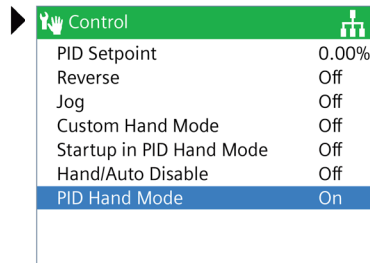 Control
PID Setpoint 0.00%
Reverse Off
Jog Off
Custom Hand Mode Off
Startup in PID Hand Mode Off
Hand/Auto Disable Off
PID Hand Mode On